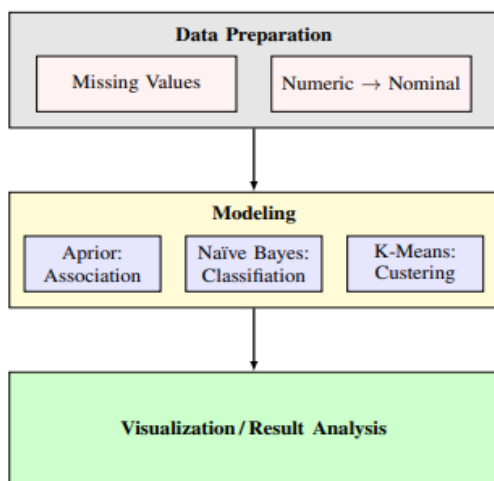 Data Preparation
Missing Values
Numeric → Nominal
Modeling
Aprior:
Association
Naïve Bayes:
Classifiation
K-Means:
Custering
Visualization / Result Analysis